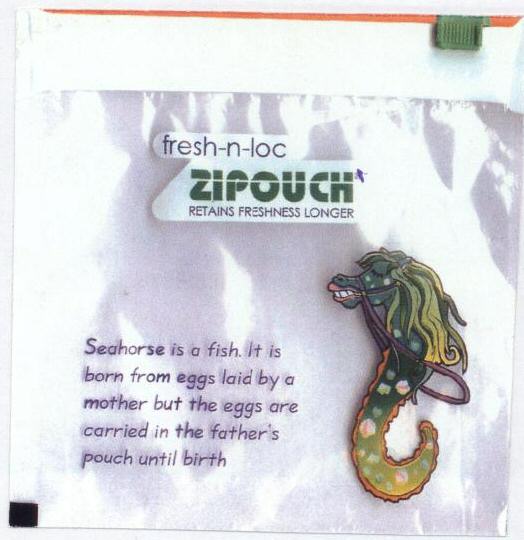 fresh-n-loc
ZIPOUCH
RETAINS FRESHNESS LONGER
Seahorse is a fish. It is
born from eggs laid by a
mother but the eggs are
carried in the father's
pouch until birth